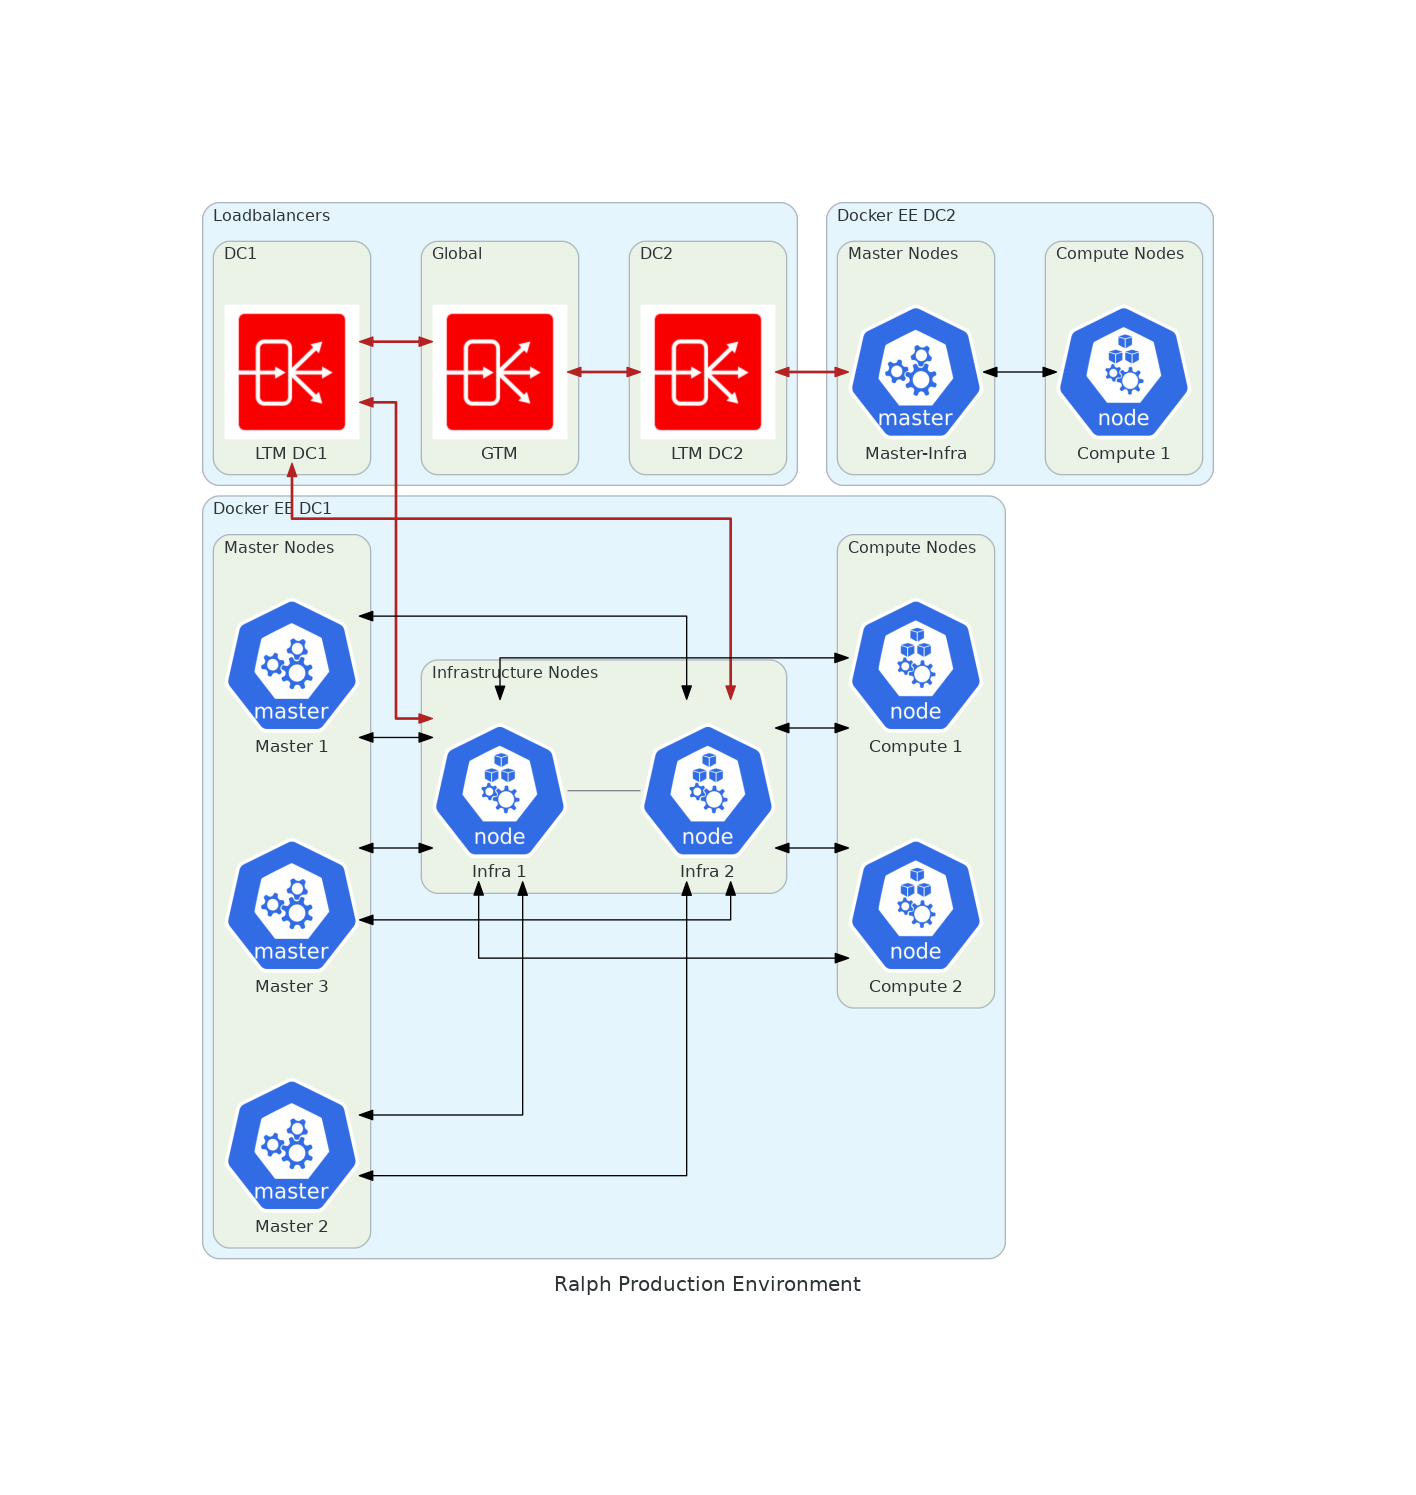 Loadbalancers
DC1
LTM DC1
Global
GTM
DC2
LTM DC2
Docker EE DC2
Master Nodes
master
Master-Infra
Compute Nodes
node
Compute 1
Docker EE DC1
Master Nodes
master
Master 1
master
Master 3
master
Master 2
Infrastructure Nodes
node
Infra 1
node
Infra 2
Compute Nodes
node
Compute 1
node
Compute 2
Ralph Production Environment